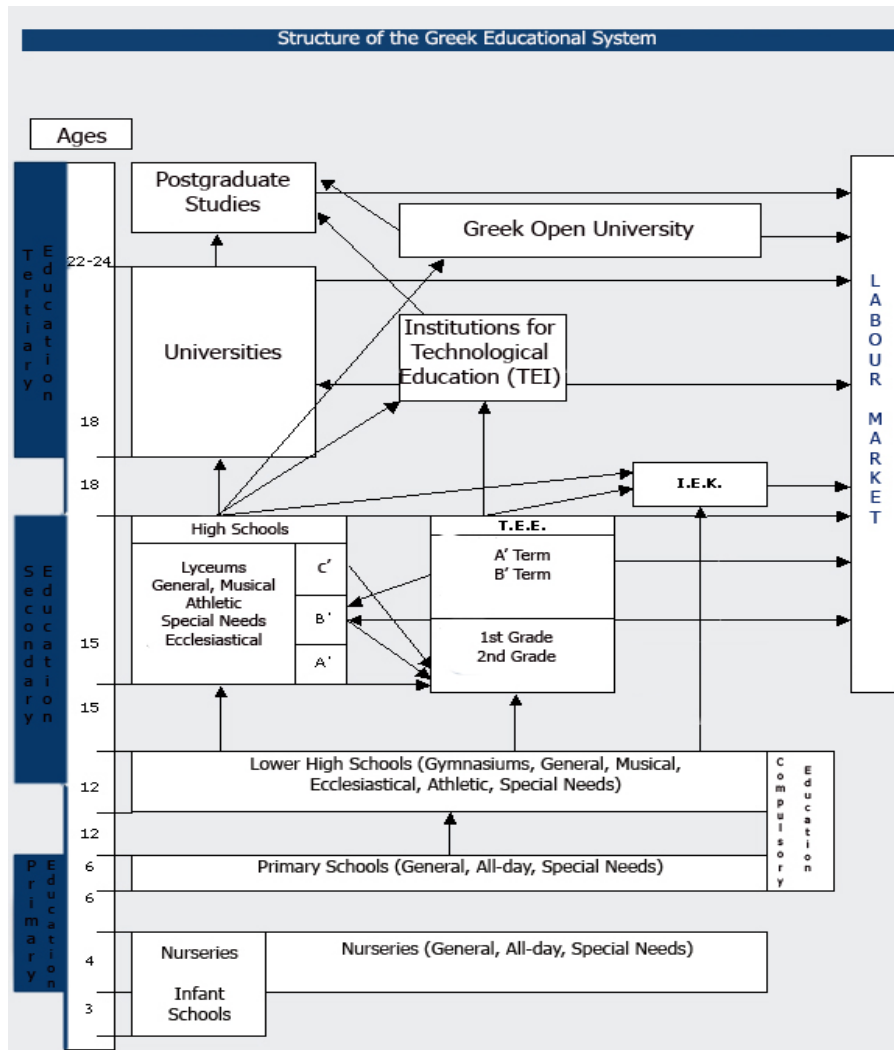 Structure of the Greek Educational System
Ages
Tertiary
Education
22-24
18
18
Postgraduate
Studies
Greek Open University
Universities
Institutions for
Technological
Education (TEI)
I.E.K.
LABOUR MARKET
Secondary
Education
15
15
12
High Schools
Lyceums
General, Musical
Athletic
Special Needs
Ecclesiastical
C'
B'
A'
T.E.E.
A' Term
B' Term
1st Grade
2nd Grade
Lower High Schools (Gymnasiums, General, Musical,
Ecclesiastical, Athletic, Special Needs)
Compulsory
Education
12
Primary
Education
6
6
4
3
Primary Schools (General, All-day, Special Needs)
Nurseries
Infant
Schools
Nurseries (General, All-day, Special Needs)